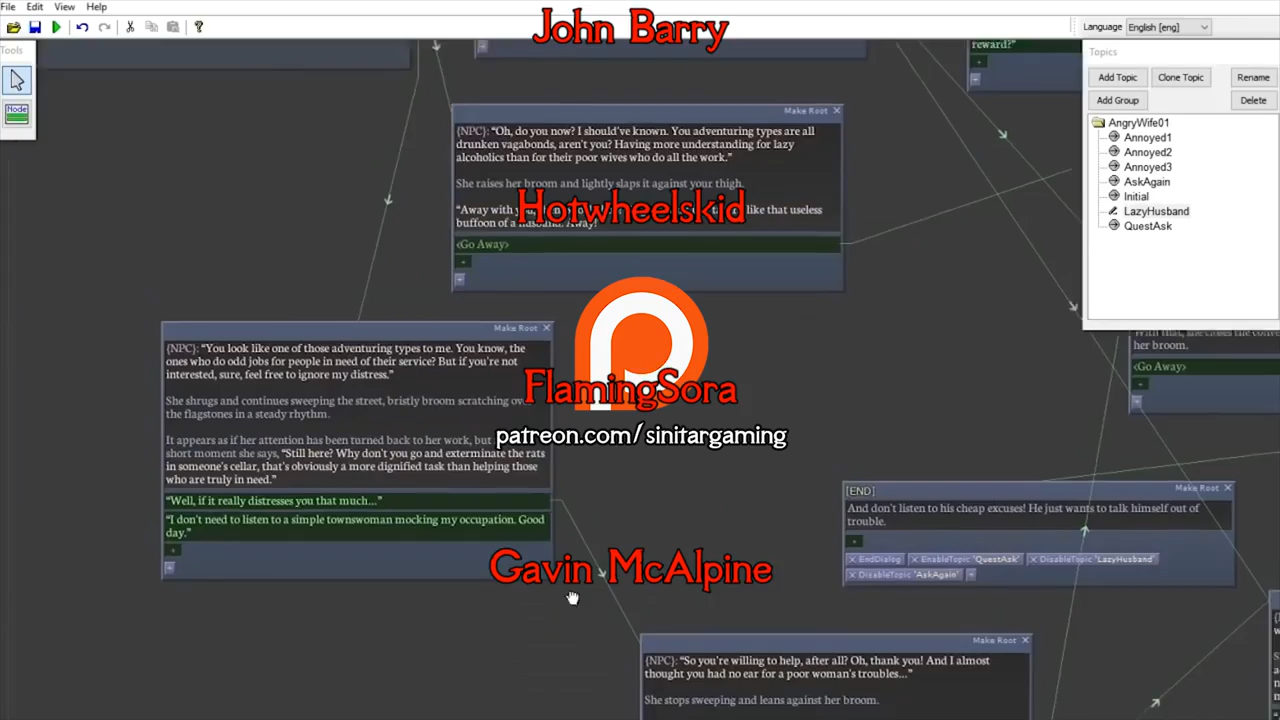 File Edit View Help
John Barry
Language English [eng]
Tools
Node
reward?"
Topics
Add Topic Clone Topic Rename
Add Group Delete
AngryWife01
Annoyed1
Annoyed2
Annoyed3
AskAgain
Initial
LazyHusband
QuestAsk
Make Root
{NPC}: “Oh, do you now? I should've known. You adventuring types are all
drunken vagabonds, aren't you? Having more understanding for lazy
alcoholics than for their poor wives who do all the work.”
She raises her broom and lightly slaps it against your thigh.
Hotwheelskid
“Away with like that useless
buffoon of a husband. Away!”
<Go Away>
Make Root
{NPC}: “You look like one of those adventuring types to me. You know, the
ones who do odd jobs for people in need of their service? But if you're not
interested, sure, feel free to ignore my distress.”
She shrugs and continues sweeping the street, bristly broom scratching over
the flagstones in a steady rhythm.
It appears as if her attention has been turned back to her work, but
short moment she says, “Still here? Why don't you go and exterminate the rats
in someone's cellar, that's obviously a more dignified task than helping those
who are truly in need.”
“Well, if it really distresses you that much...”
“I don't need to listen to a simple townswoman mocking my occupation. Good
day.”
FlamingSora
patreon.com/sinitargaming
her broom.
<Go Away>
Make Root
[END]
And don't listen to his cheap excuses! He just wants to talk himself out of
trouble.
EndDialog EnableTopic "QuestAsk" DisableTopic "LazyHusband"
DisableTopic "AskAgain"
Gavin McAlpine
Make Root
{NPC}: “So you're willing to help, after all? Oh, thank you! And I almost
thought you had no ear for a poor woman's troubles...”
She stops sweeping and leans against her broom.